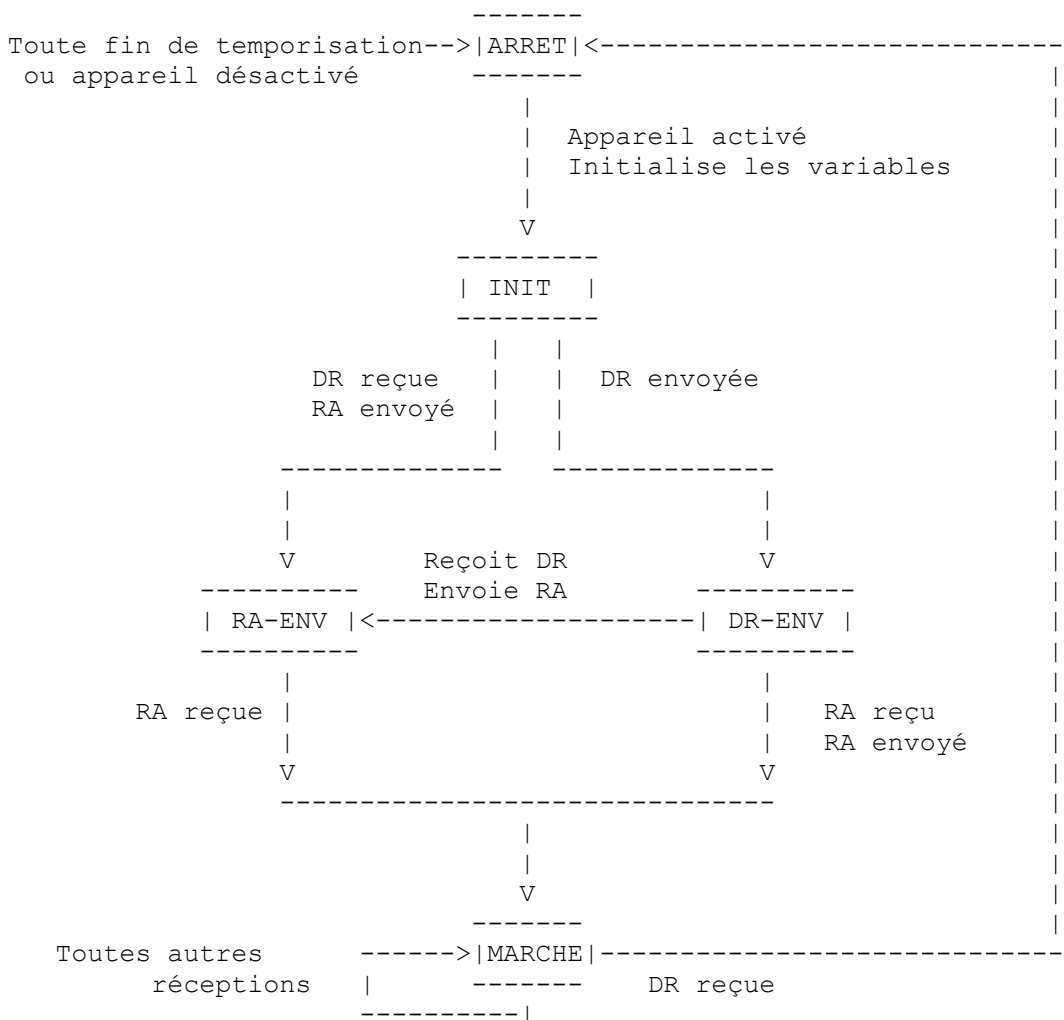 Toute fin de temporisation-->|ARRET|<-----------------------------
ou appareil désactivé
Appareil activé
Initialise les variables
V
| INIT |
DR reçue | | DR envoyée
RA envoyé | |
V Reçoit DR V
Envoie RA
| RA-ENV |<--------------------| DR-ENV |
RA reçue | | RA reçu
| | RA envoyé
V V
V
Toutes autres ------>|MARCHE|-----------------------------
réceptions | ------- DR reçue